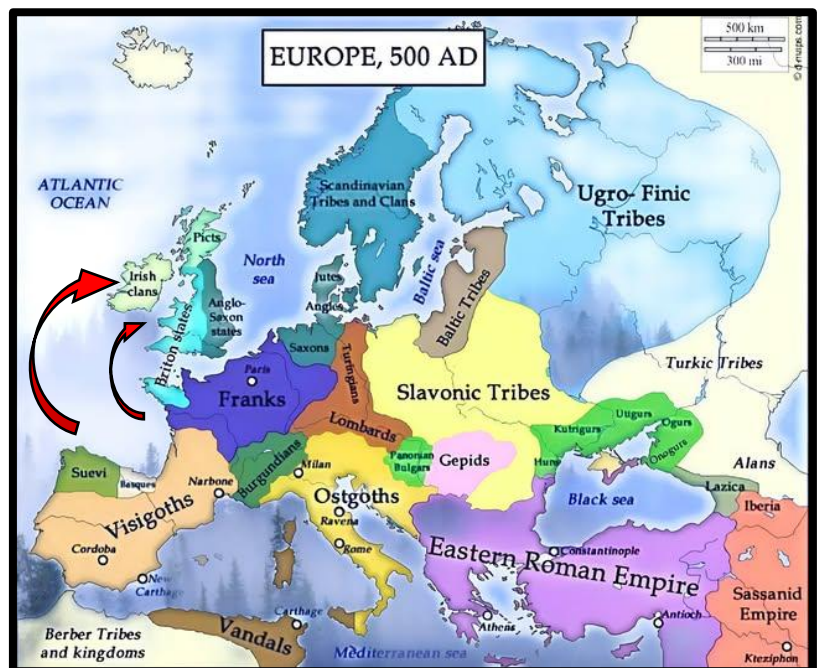 EUROPE, 500 AD
500 km
300 mi
© d-maps.com
ATLANTIC
OCEAN
Scandinavian
Tribes and Clans
Ugro- Finic
Tribes
Picts
North
sea
Baltic sea
Irish
clans
Jutes
Angles
Anglo-
Saxon
states
Briton states
Baltic Tribes
Saxons
Turingians
Turkic Tribes
Paris
Franks
Slavonic Tribes
Lombards
Kutrigurs
Utigurs
Ogurs
Onogurs
Suevi
Basques
Narbone
Burgundians
Milan
Panonian
Bulgars
Gepids
Huns
Alans
Visigoths
Ostgoths
Ravena
Rome
Black sea
Lazica
Iberia
Cordoba
New
Carthage
Eastern Roman Empire
Constantinople
Sassanid
Empire
Carthage
Vandals
Athens
Antioch
Berber Tribes
and kingdoms
Mediterranean sea
Kteziphon